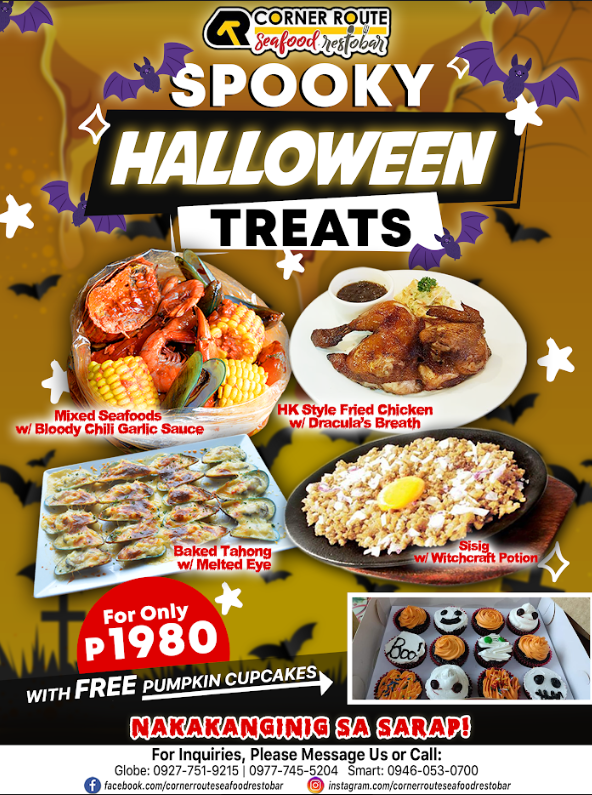 CORNER ROUTE
seafood restobar
SPOOKY
HALLOWEEN
TREATS
Mixed Seafoods
w/ Bloody Chili Garlic Sauce
HK Style Fried Chicken
w/ Dracula's Breath
Baked Tahong
w/ Melted Eye
Sisig
w/ Witchcraft Potion
For Only
₱1980
WITH FREE PUMPKIN CUPCAKES
Boo!
NAKAKANGINIG SA SARAP!
For Inquiries, Please Message Us or Call:
Globe: 0927-751-9215 | 0977-745-5204 Smart: 0946-053-0700
facebook.com/cornerrouteseafoodrestobar instagram.com/cornerrouteseafoodrestobar